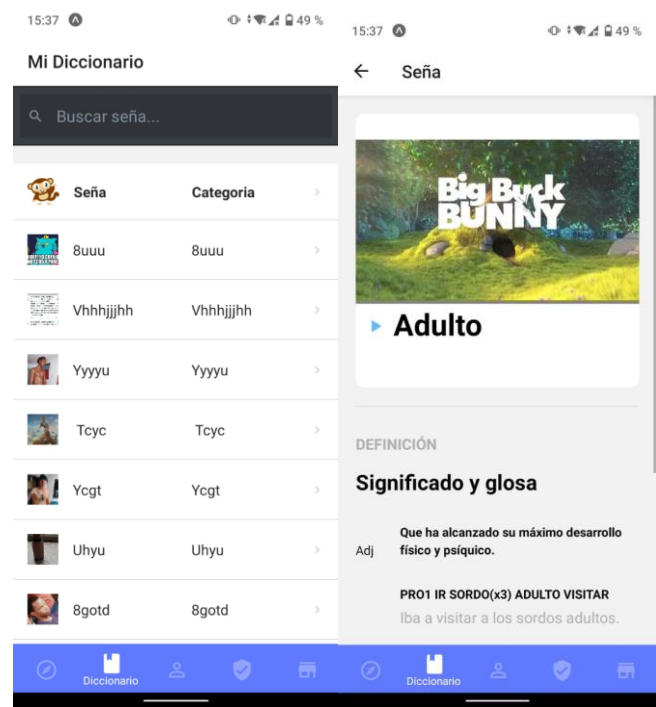 15:37 49 %
Mi Diccionario
Buscar seña...
Seña Categoria
8uuu 8uuu
Vhhhjjjhh Vhhhjjjhh
Yyyyu Yyyyu
Tcyc Tcyc
Ycgt Ycgt
Uhyu Uhyu
8gotd 8gotd
Diccionario
15:37 49 %
Seña
Big Buck
BUNNY
Adulto
DEFINICIÓN
Significado y glosa
Que ha alcanzado su máximo desarrollo
Adj físico y psíquico.
PRO1 IR SORDO(x3) ADULTO VISITAR
Iba a visitar a los sordos adultos.
Diccionario